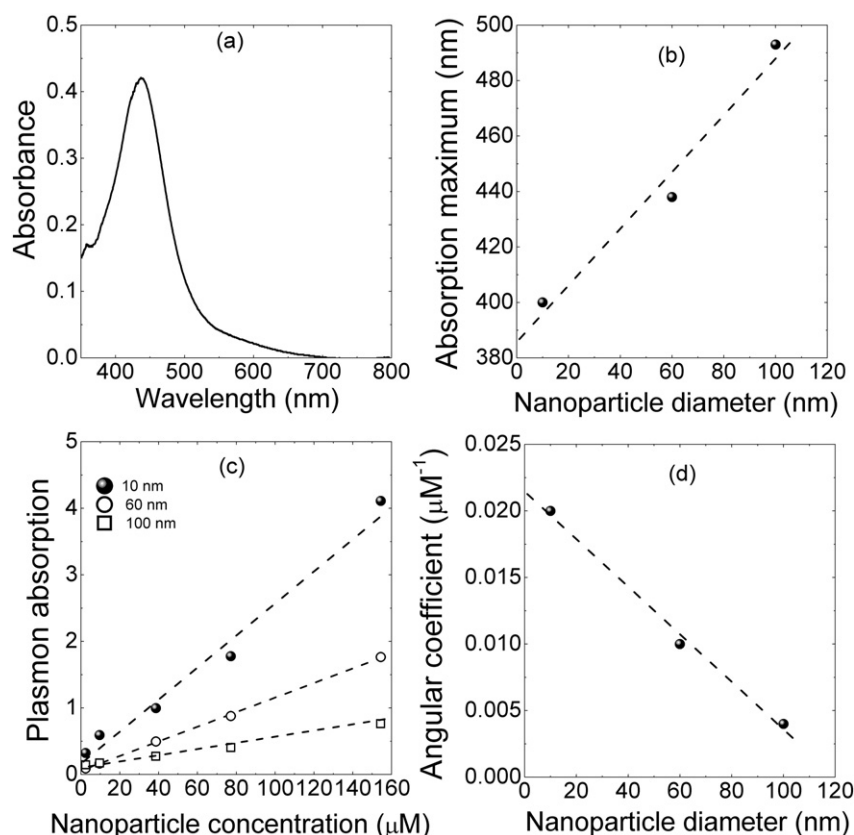 (a)
0.5
0.4
0.3
0.2
0.1
0.0
Absorbance
400 500 600 700 800
Wavelength (nm)
(b)
500
480
460
440
420
400
380
Absorption maximum (nm)
0 20 40 60 80 100 120
Nanoparticle diameter (nm)
(c)
10 nm
60 nm
100 nm
5
4
3
2
1
0
Plasmon absorption
0 20 40 60 80 100 120 140 160
Nanoparticle concentration (μM)
(d)
0.025
0.020
0.015
0.010
0.005
0.000
Angular coefficient (μM⁻¹)
0 20 40 60 80 100 120
Nanoparticle diameter (nm)